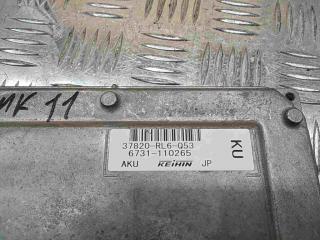 MK 11
37820-RL6-Q53
6731-110265
AKU KEIHIN JP
KU